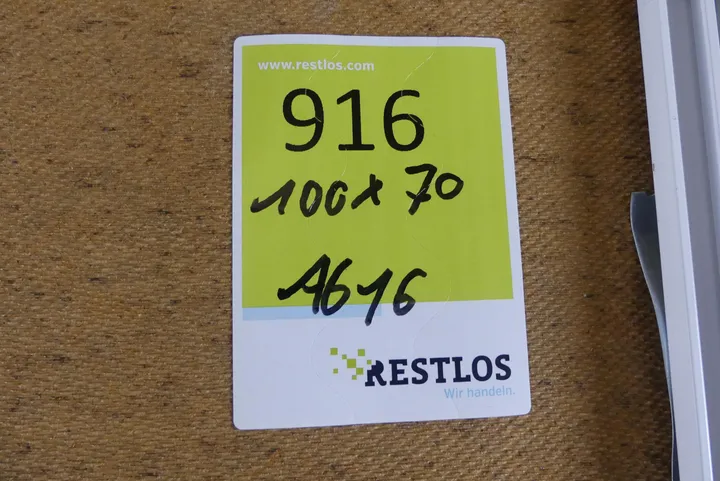 www.restlos.com
916
100x70
1616
RESTLOS
Wir handeln.